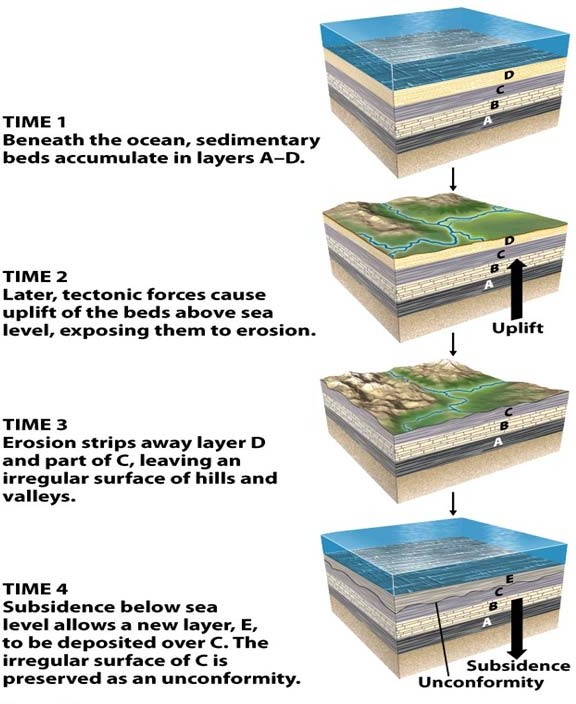 D
C
B
A
TIME 1
Beneath the ocean, sedimentary
beds accumulate in layers A–D.
D
C
B
A
TIME 2
Later, tectonic forces cause
uplift of the beds above sea
level, exposing them to erosion.
Uplift
C
B
A
TIME 3
Erosion strips away layer D
and part of C, leaving an
irregular surface of hills and
valleys.
E
C
B
A
TIME 4
Subsidence below sea
level allows a new layer, E,
to be deposited over C. The
irregular surface of C is
preserved as an unconformity.
Subsidence
Unconformity